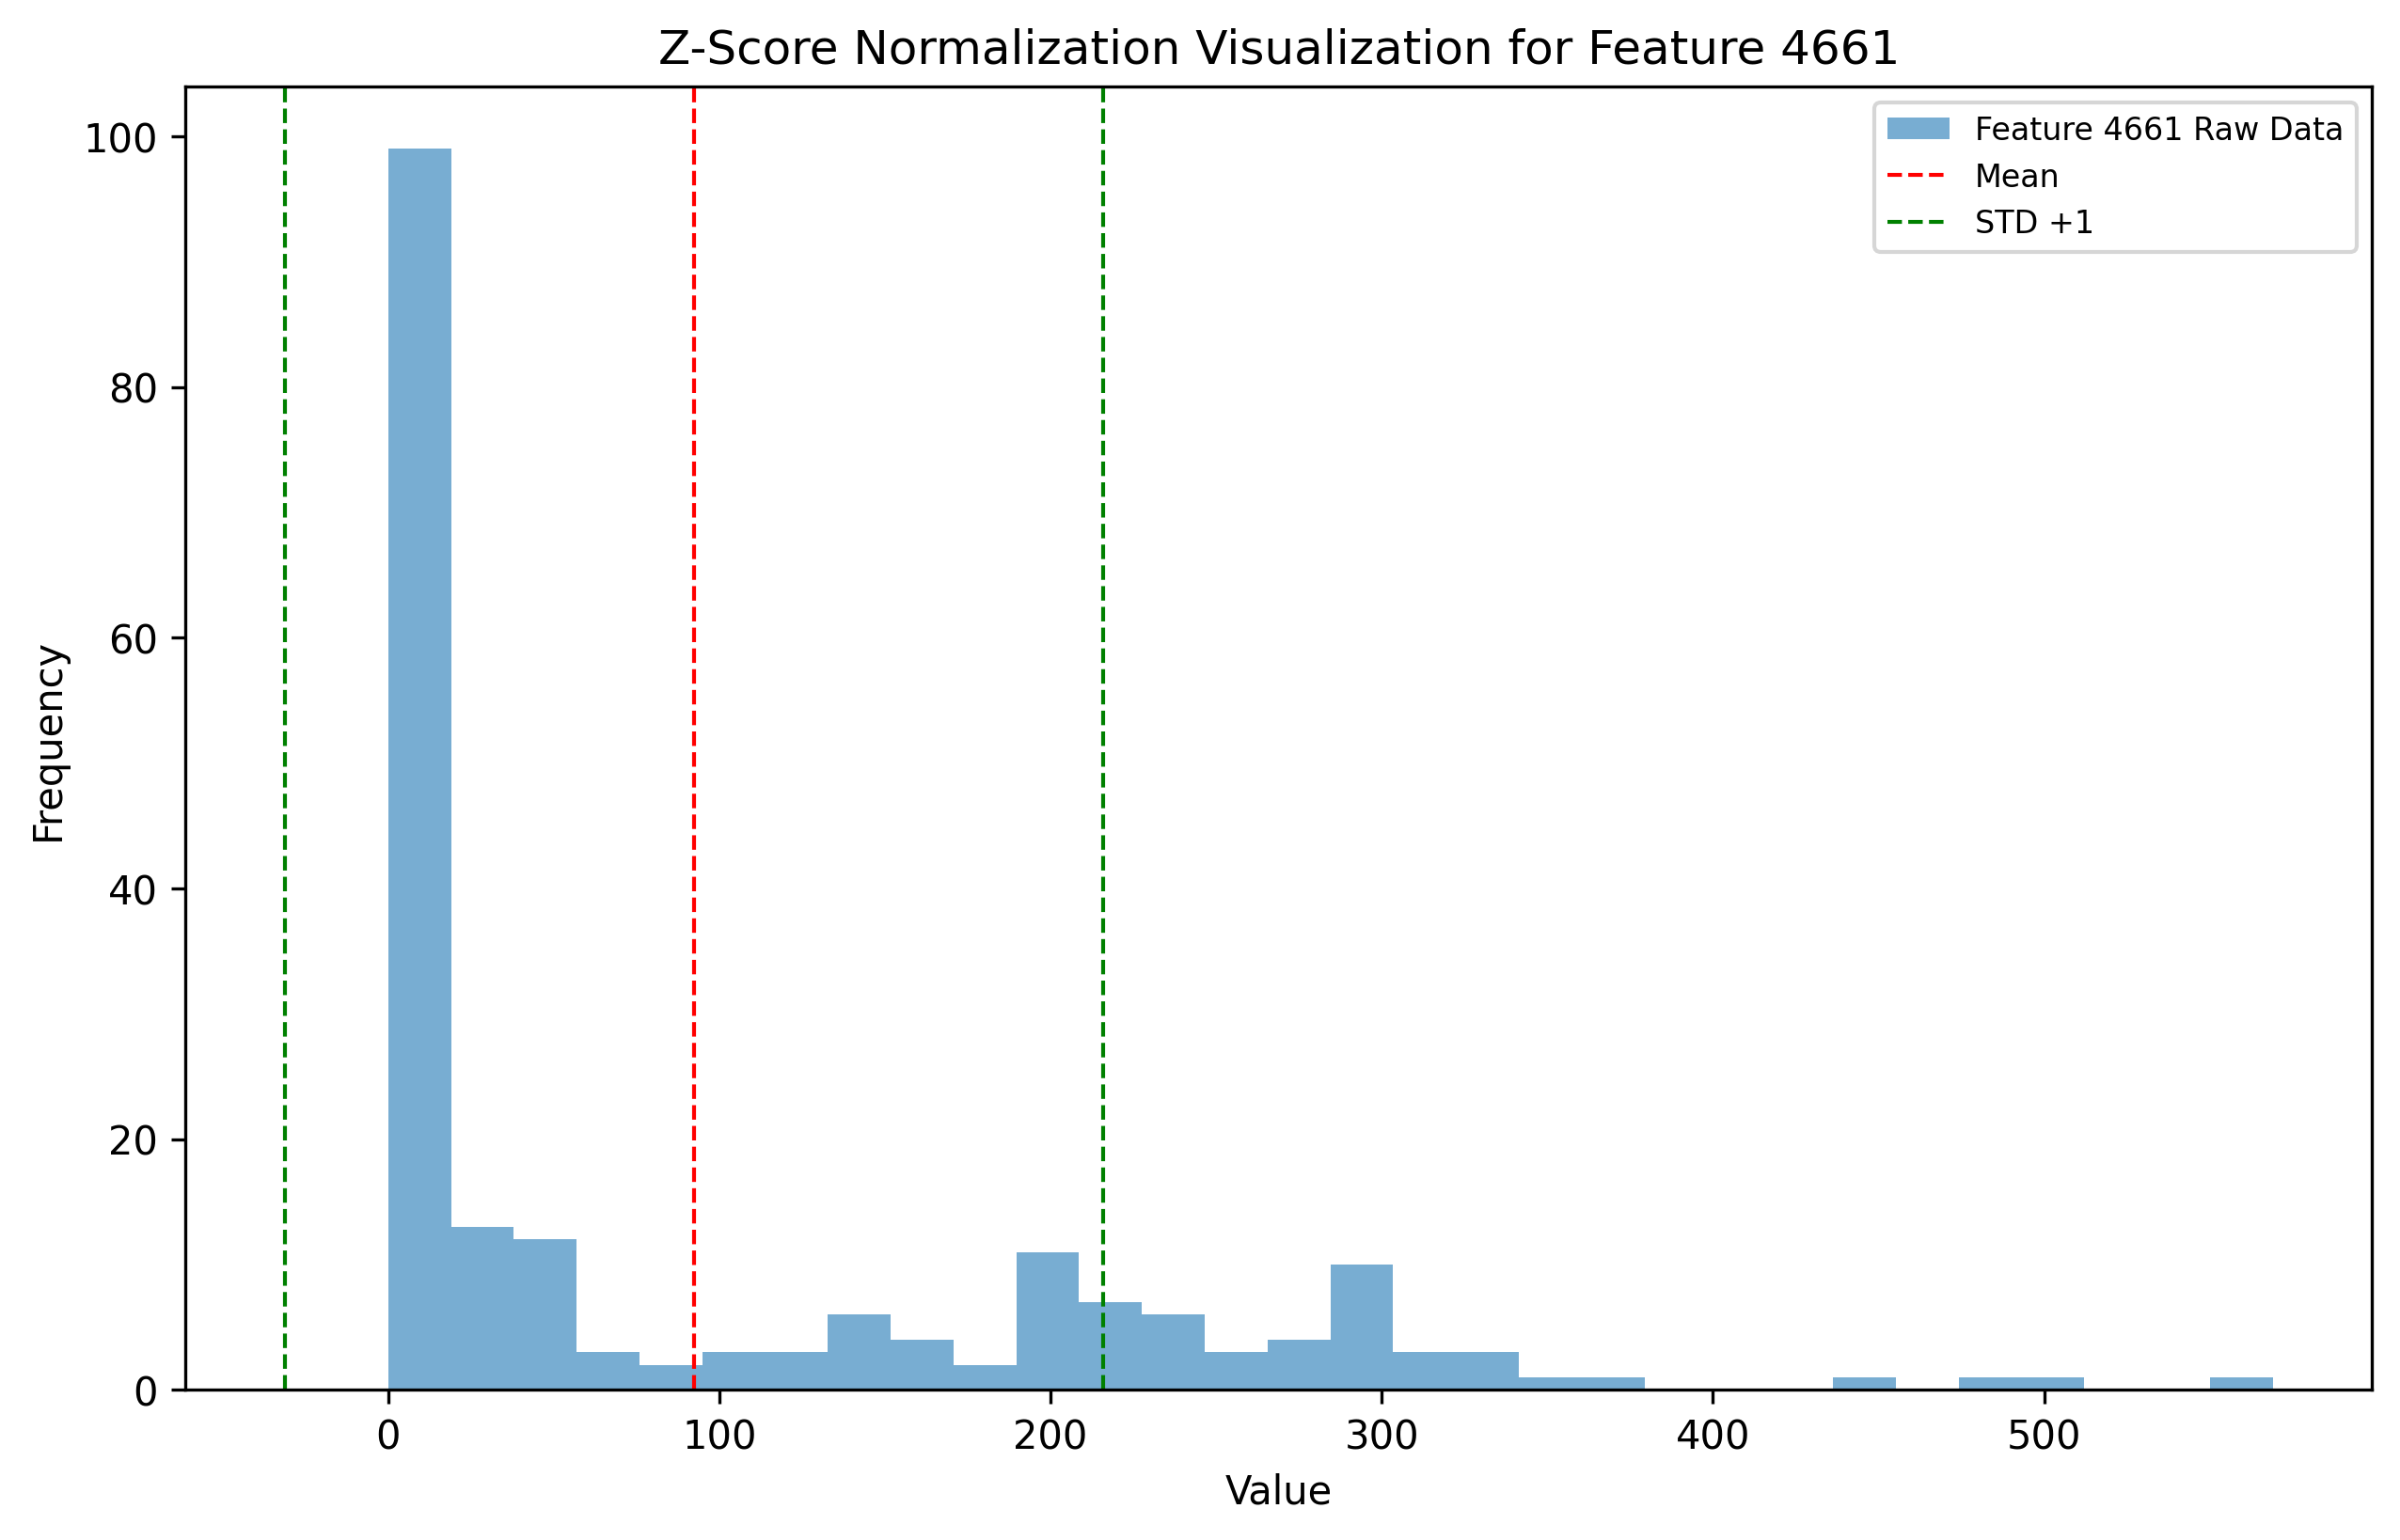 Z-Score Normalization Visualization for Feature 4661
Feature 4661 Raw Data
Mean
STD +1
100
80
60
40
20
0
Frequency
0 100 200 300 400 500
Value